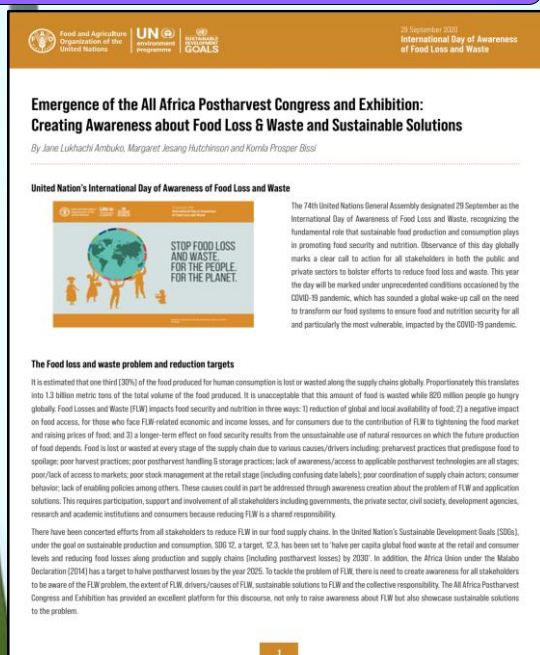 Food and Agriculture
Organization of the
United Nations
UN
environment
programme
SUSTAINABLE
DEVELOPMENT
GOALS
29 September 2020
International Day of Awareness
of Food Loss and Waste
Emergence of the All Africa Postharvest Congress and Exhibition:
Creating Awareness about Food Loss & Waste and Sustainable Solutions
By Jane Lukhachi Ambuko, Margaret Jesang Hutchinson and Komla Prosper Bissi
United Nation's International Day of Awareness of Food Loss and Waste
STOP FOOD LOSS
AND WASTE.
FOR THE PEOPLE.
FOR THE PLANET.
The 74th United Nations General Assembly designated 29 September as the
International Day of Awareness of Food Loss and Waste, recognizing the
fundamental role that sustainable food production and consumption plays
in promoting food security and nutrition. Observance of this day globally
marks a clear call to action for all stakeholders in both the public and
private sectors to bolster efforts to reduce food loss and waste. This year
the day will be marked under unprecedented conditions occasioned by the
COVID-19 pandemic, which has sounded a global wake-up call on the need
to transform our food systems to ensure food and nutrition security for all
and particularly the most vulnerable, impacted by the COVID-19 pandemic.
The Food loss and waste problem and reduction targets
It is estimated that one third (30%) of the food produced for human consumption is lost or wasted along the supply chains globally. Proportionately this translates
into 1.3 billion metric tons of the total volume of the food produced. It is unacceptable that this amount of food is wasted while 820 million people go hungry
globally. Food Losses and Waste (FLW) impacts food security and nutrition in three ways: 1) reduction of global and local availability of food; 2) a negative impact
on food access, for those who face FLW-related economic and income losses, and for consumers due to the contribution of FLW to tightening the food market
and raising prices of food; and 3) a longer-term effect on food security results from the unsustainable use of natural resources on which the future production
of food depends. Food is lost or wasted at every stage of the supply chain due to various causes/drivers including: preharvest practices that predispose food to
spoilage; poor harvest practices; poor postharvest handling & storage practices; lack of awareness/access to applicable postharvest technologies are all stages;
poor/lack of access to markets; poor stock management at the retail stage (including confusing date labels); poor coordination of supply chain actors; consumer
behavior; lack of enabling policies among others. These causes could in part be addressed through awareness creation about the problem of FLW and application
solutions. This requires participation, support and involvement of all stakeholders including governments, the private sector, civil society, development agencies,
research and academic institutions and consumers because reducing FLW is a shared responsibility.
There have been concerted efforts from all stakeholders to reduce FLW in our food supply chains. In the United Nation's Sustainable Development Goals (SDGs),
under the goal on sustainable production and consumption, SDG 12, a target, 12.3, has been set to 'halve per capita global food waste at the retail and consumer
levels and reducing food losses along production and supply chains (including postharvest losses) by 2030'. In addition, the Africa Union under the Malabo
Declaration (2014) has a target to halve postharvest losses by the year 2025. To tackle the problem of FLW, there is need to create awareness for all stakeholders
to be aware of the FLW problem, the extent of FLW, drivers/causes of FLW, sustainable solutions to FLW and the collective responsibility. The All Africa Postharvest
Congress and Exhibition has provided an excellent platform for this discourse, not only to raise awareness about FLW but also showcase sustainable solutions
to the problem.
1